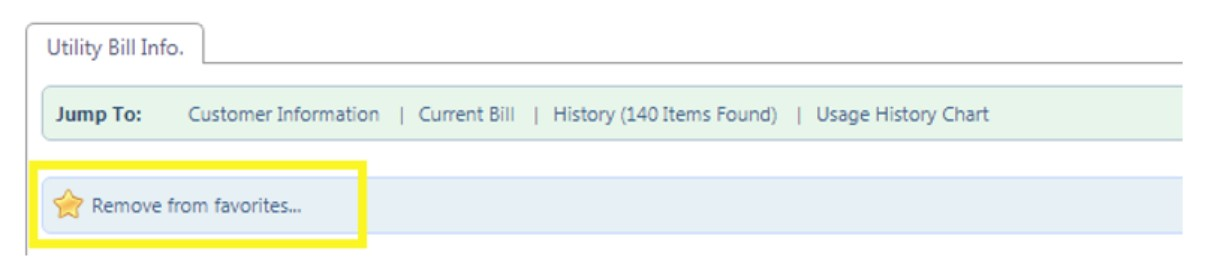 Utility Bill Info.
Jump To: Customer Information | Current Bill | History (140 Items Found) | Usage History Chart
Remove from favorites...